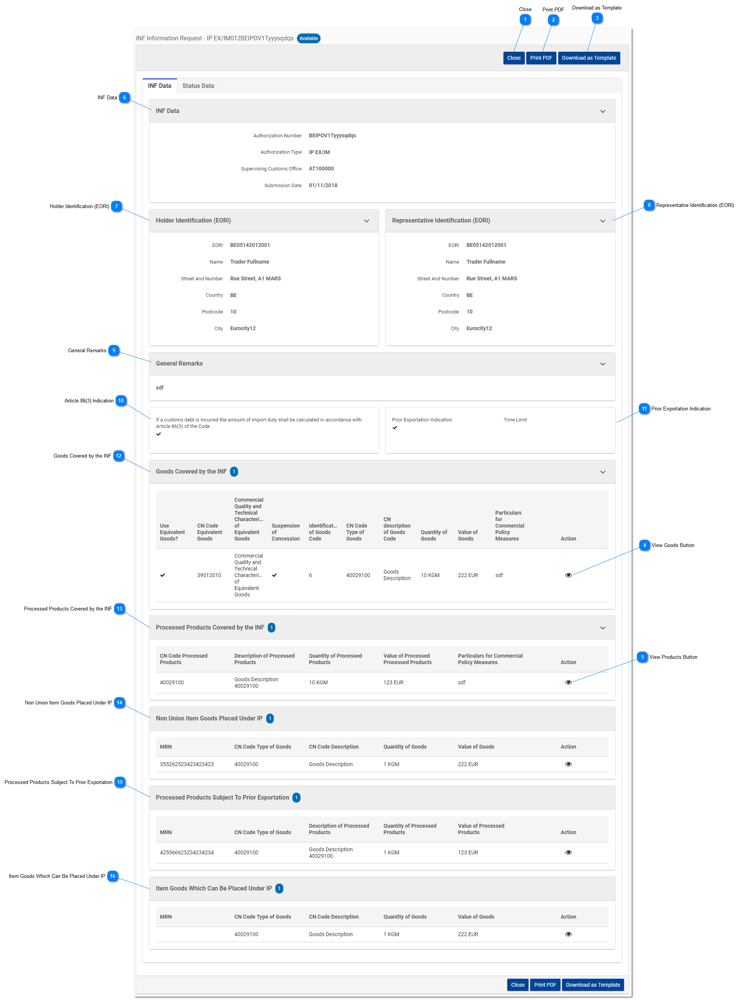 Close
Print PDF
Download as Template
1
2
3
INF Information Request - IP EX/IM012BEIPOV1Tyyysqdqs Available
Close Print PDF Download as Template
INF Data Status Data
INF Data 6
INF Data
Authorization Number BEIPOV1Tyyysqdqs
Authorization Type IP EX/IM
Supervising Customs Office AT100000
Submission Date 01/11/2018
Holder Identification (EORI) 7
8 Representative Identification (EORI)
Holder Identification (EORI)
EORI BE05142012001
Name Trader Fullname
Street And Number Rue Street, A1 MARS
Country BE
Postcode 10
City Eurocity12
Representative Identification (EORI)
EORI BE05142012001
Name Trader Fullname
Street And Number Rue Street, A1 MARS
Country BE
Postcode 10
City Eurocity12
General Remarks 9
General Remarks
sdf
Article 86(3) Indication 10
11 Prior Exportation Indication
If a customs debt is incurred the amount of import duty shall be calculated in accordance with
Article 86(3) of the Code
Prior Exportation Indication Time Limit
Goods Covered by the INF 12
Goods Covered by the INF 1
Use
Equivalent
Goods?
CN Code
Equivalent
Goods
Commercial
Quality and
Technical
Characteri...
of
Equivalent
Goods
Suspension
of
Concession
Identificat...
of Goods
Code
CN Code
Type of
Goods
CN
description
of Goods
Code
Quantity of
Goods
Value of
Goods
Particulars
for
Commercial
Policy
Measures
Action
39012010
Commercial
Quality and
Technical
Characteri...
of
Equivalent
Goods
6
40029100
Goods
Description
10 KGM
222 EUR
sdf
4 View Goods Button
Processed Products Covered by the INF 13
Processed Products Covered by the INF 1
CN Code Processed
Products
Description of Processed
Products
Quantity of Processed
Products
Value of Processed
Processed Products
Particulars for Commercial
Policy Measures
Action
40029100
Goods Description
40029100
10 KGM
123 EUR
sdf
5 View Products Button
Non Union Item Goods Placed Under IP 14
Non Union Item Goods Placed Under IP 1
MRN CN Code Type of Goods CN Code Description Quantity of Goods Value of Goods Action
355262523423423423 40029100 Goods Description 1 KGM 222 EUR
Processed Products Subject To Prior Exportation 15
Processed Products Subject To Prior Exportation 1
MRN
CN Code Type of Goods
Description of Processed
Products
Quantity of Processed
Products
Value of Processed
Products
Action
425566625234234234
40029100
Goods Description
40029100
1 KGM
123 EUR
Item Goods Which Can Be Placed Under IP 16
Item Goods Which Can Be Placed Under IP 1
MRN CN Code Type of Goods CN Code Description Quantity of Goods Value of Goods Action
40029100 Goods Description 1 KGM 222 EUR
Close Print PDF Download as Template